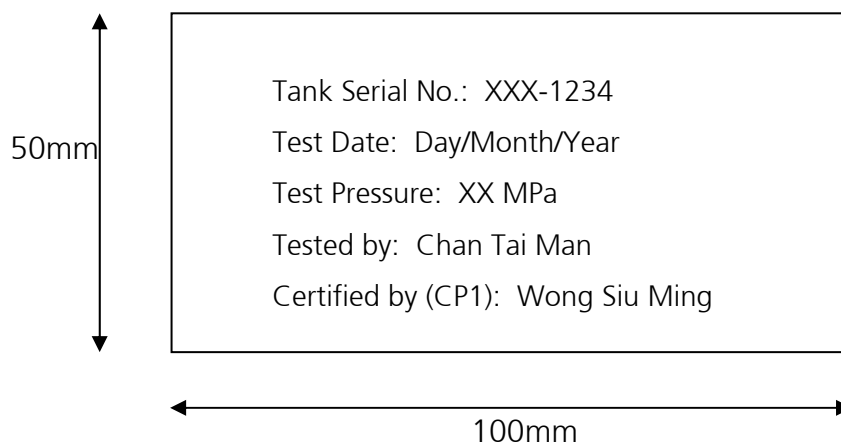 50mm
Tank Serial No.: XXX-1234
Test Date: Day/Month/Year
Test Pressure: XX MPa
Tested by: Chan Tai Man
Certified by (CP1): Wong Siu Ming
100mm